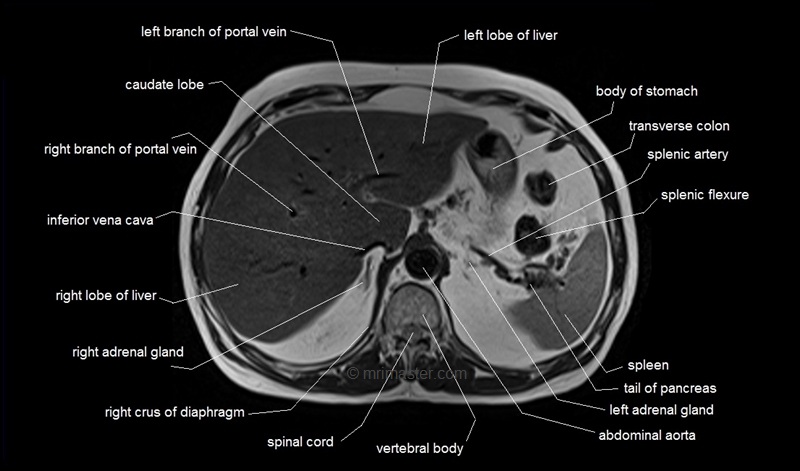 left branch of portal vein
left lobe of liver
caudate lobe
body of stomach
transverse colon
right branch of portal vein
splenic artery
splenic flexure
inferior vena cava
right lobe of liver
right adrenal gland
spleen
© mrimaster.com
tail of pancreas
right crus of diaphragm
left adrenal gland
spinal cord
abdominal aorta
vertebral body